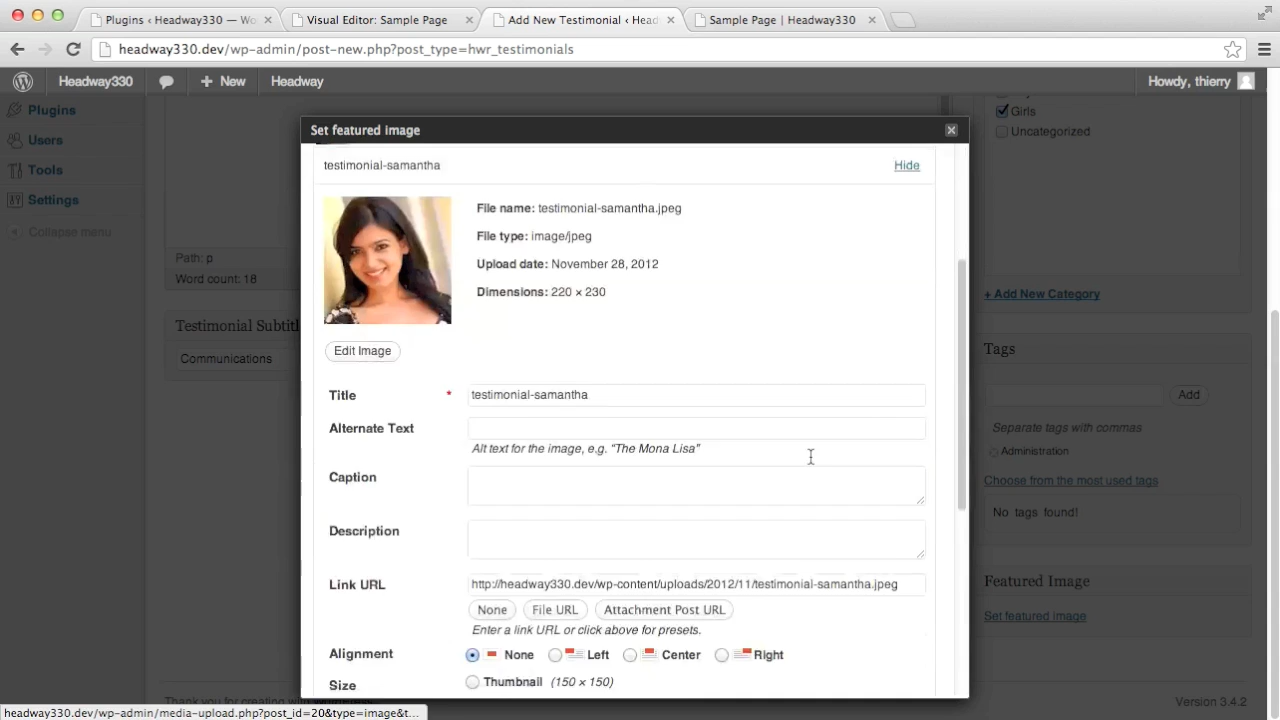 Plugins ‹ Headway330 — Wo
Visual Editor: Sample Page
Add New Testimonial ‹ Head
Sample Page | Headway330
headway330.dev/wp-admin/post-new.php?post_type=hwr_testimonials
Headway330
New
Headway
Howdy, thierry
Plugins
Users
Tools
Settings
Collapse menu
Path: p
Word count: 18
Testimonial Subtitl
Communications
Set featured image
testimonial-samantha
Hide
File name: testimonial-samantha.jpeg
File type: image/jpeg
Upload date: November 28, 2012
Dimensions: 220 × 230
Edit Image
Title *
testimonial-samantha
Alternate Text
Alt text for the image, e.g. “The Mona Lisa”
Caption
Description
Link URL
http://headway330.dev/wp-content/uploads/2012/11/testimonial-samantha.jpeg
None File URL Attachment Post URL
Enter a link URL or click above for presets.
Alignment
None Left Center Right
Size
Thumbnail (150 × 150)
Girls
Uncategorized
+ Add New Category
Tags
Add
Separate tags with commas
Administration
Choose from the most used tags
No tags found!
Featured Image
Set featured image
Thank you for creating with
Version 3.4.2
headway330.dev/wp-admin/media-upload.php?post_id=20&type=image&t...